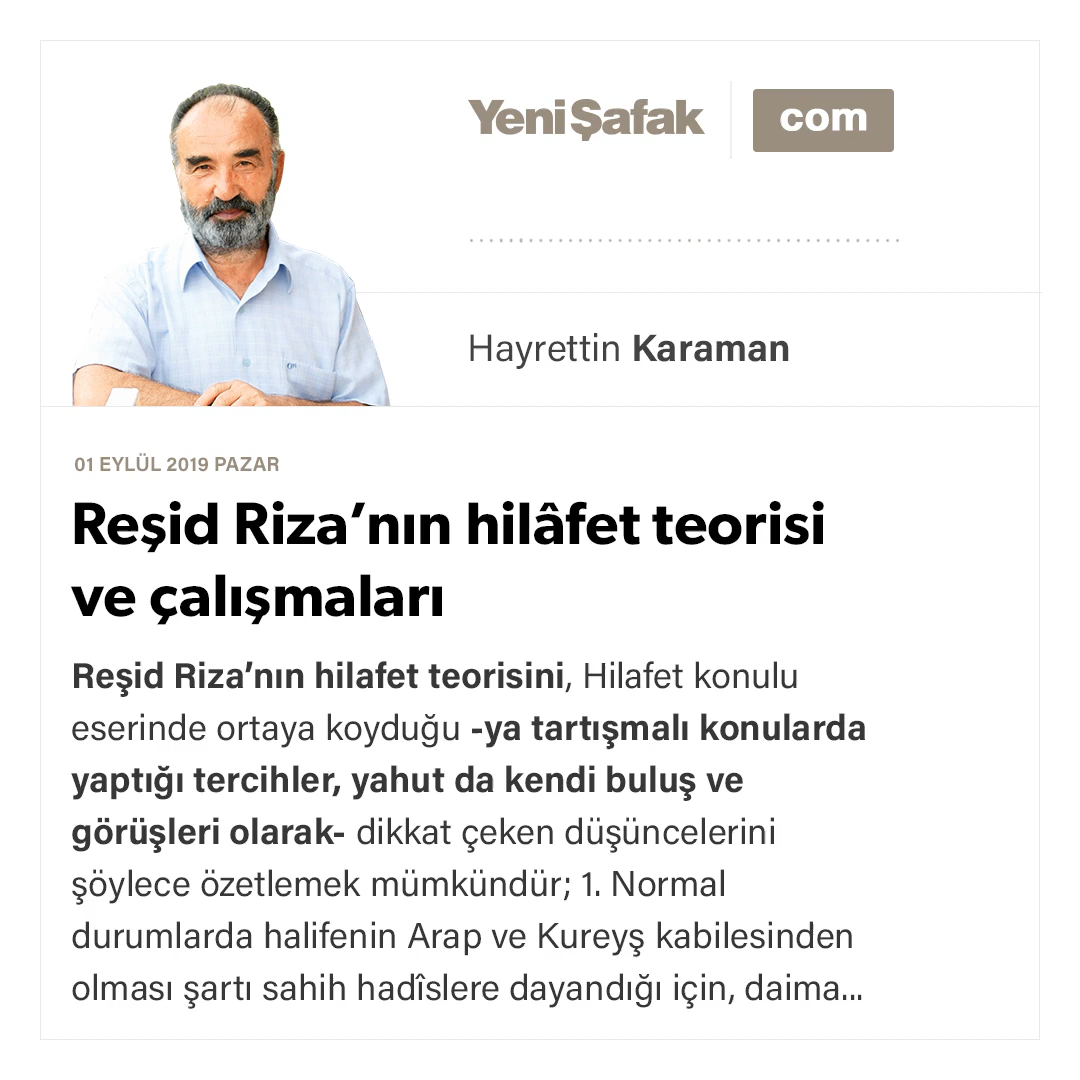 YeniŞafak com
Hayrettin Karaman
01 EYLÜL 2019 PAZAR
Reşid Riza’nın hilâfet teorisi
ve çalışmaları
Reşid Riza’nın hilafet teorisini, Hilafet konulu
eserinde ortaya koyduğu -ya tartışmalı konularda
yaptığı tercihler, yahut da kendi buluş ve
görüşleri olarak- dikkat çeken düşüncelerini
şöylece özetlemek mümkündür; 1. Normal
durumlarda halifenin Arap ve Kureyş kabilesinden
olması şartı sahih hadîslere dayandığı için, daima...